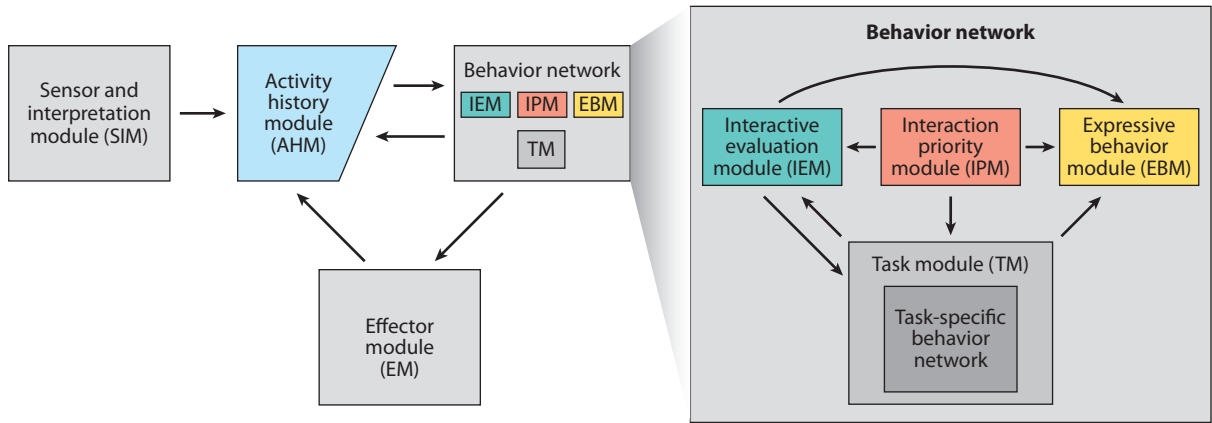 Sensor and
interpretation
module (SIM)
Activity
history
module
(AHM)
Behavior network
IEM
IPM
EBM
TM
Effector
module
(EM)
Behavior network
Interactive
evaluation
module (IEM)
Interaction
priority
module (IPM)
Expressive
behavior
module (EBM)
Task module (TM)
Task-specific
behavior
network